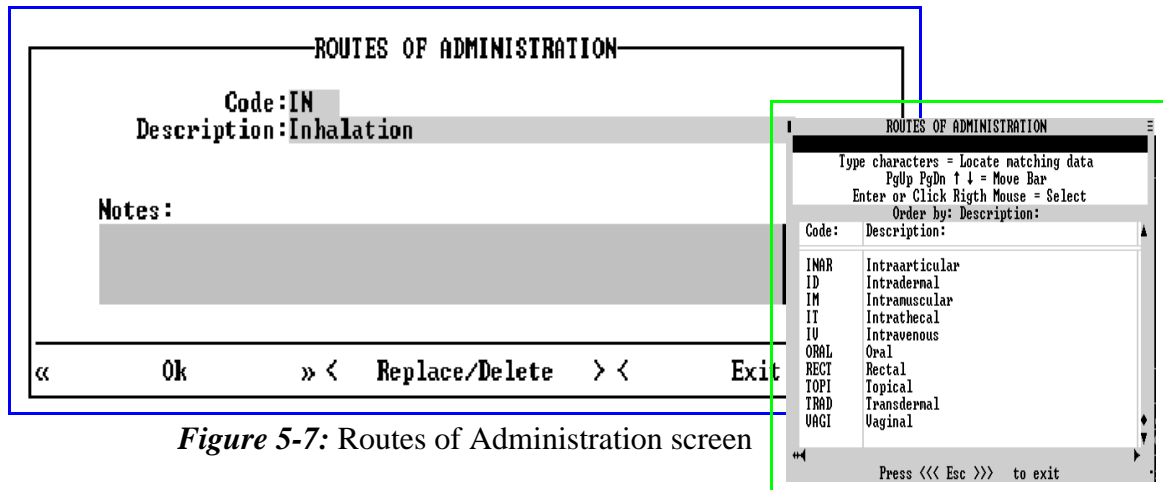 ROUTES OF ADMINISTRATION
Code:IN
Description:Inhalation
Notes:
« Ok » < Replace/Delete > < Exit
ROUTES OF ADMINISTRATION
Type characters = Locate matching data
PgUp PgDn ↑ ↓ = Move Bar
Enter or Click Rigth Mouse = Select
Order by: Description:
Code: Description:
INAR Intraarticular
ID Intradermal
IM Intramuscular
IT Intrathecal
IV Intravenous
ORAL Oral
RECT Rectal
TOPI Topical
TRAD Transdermal
VAGI Vaginal
Press <<< Esc >>> to exit
Figure 5-7: Routes of Administration screen